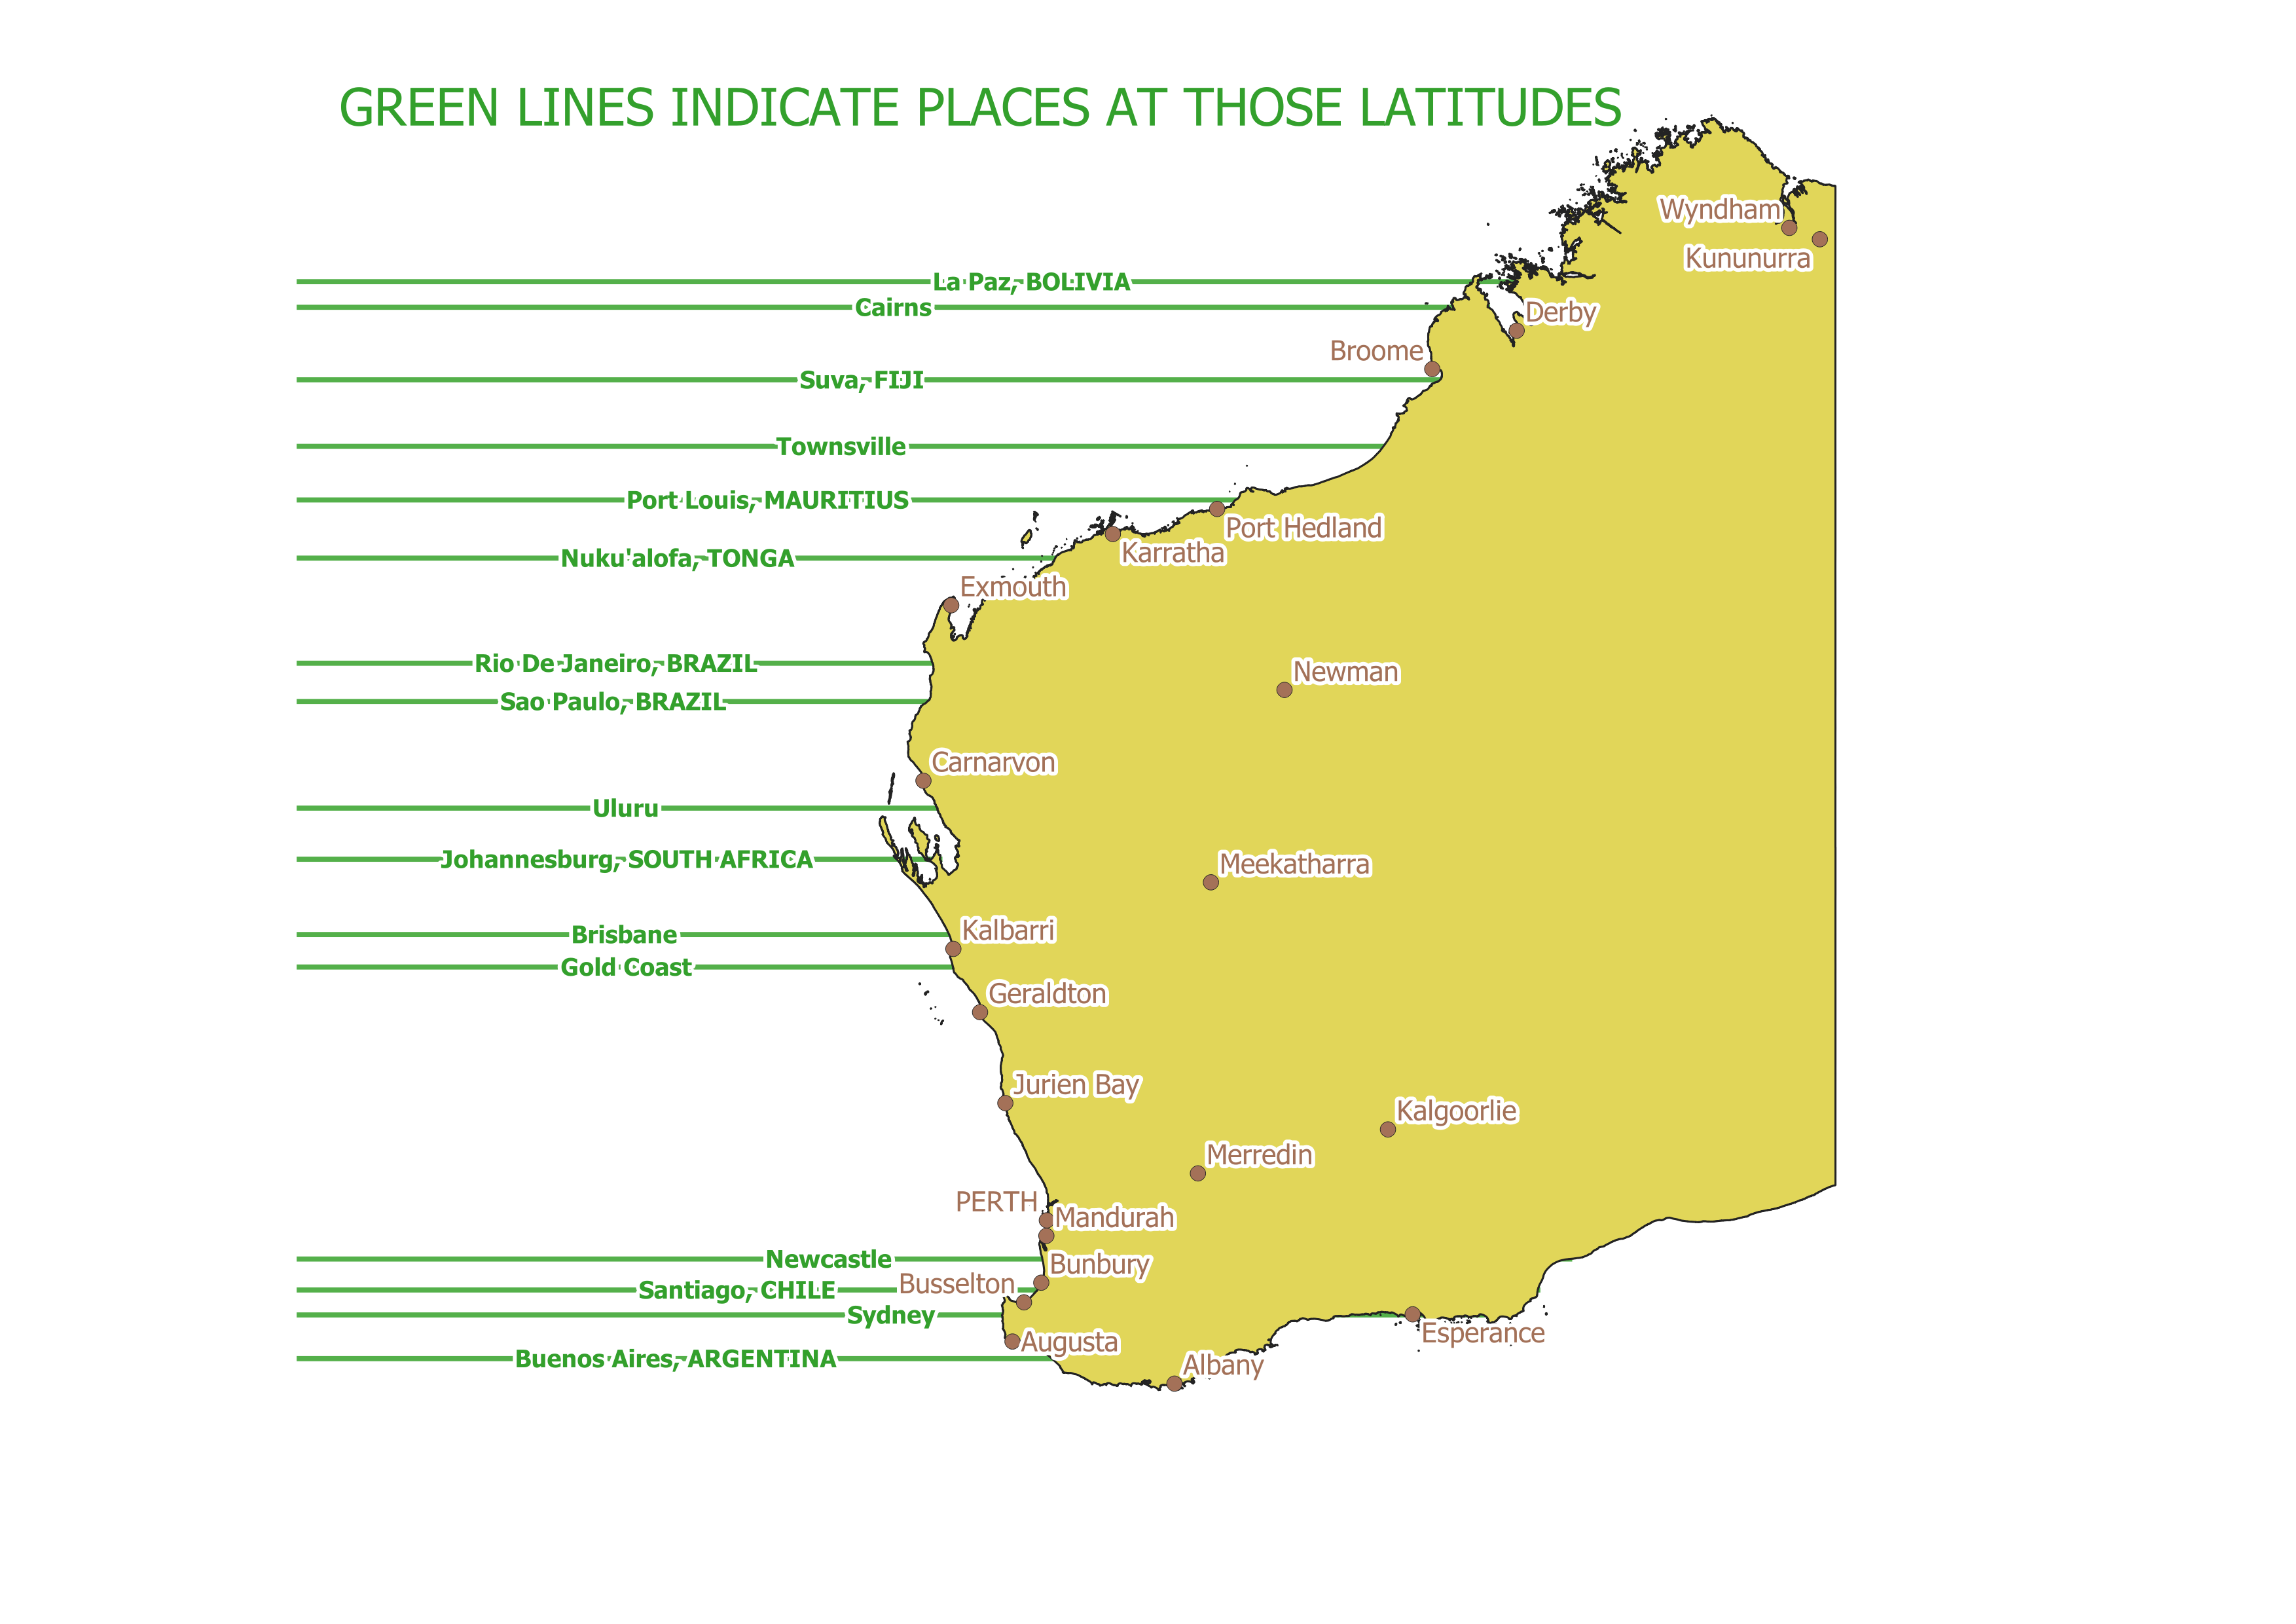 GREEN LINES INDICATE PLACES AT THOSE LATITUDES
Wyndham
Kununurra
La Paz, BOLIVIA
Cairns
Derby
Broome
Suva, FIJI
Townsville
Port Louis, MAURITIUS
Port Hedland
Karratha
Nuku'alofa, TONGA
Exmouth
Rio De Janeiro, BRAZIL
Newman
Sao Paulo, BRAZIL
Carnarvon
Uluru
Johannesburg, SOUTH AFRICA
Meekatharra
Kalbarri
Brisbane
Gold Coast
Geraldton
Jurien Bay
Kalgoorlie
Merredin
PERTH
Mandurah
Newcastle
Bunbury
Busselton
Santiago, CHILE
Sydney
Esperance
Augusta
Buenos Aires, ARGENTINA
Albany